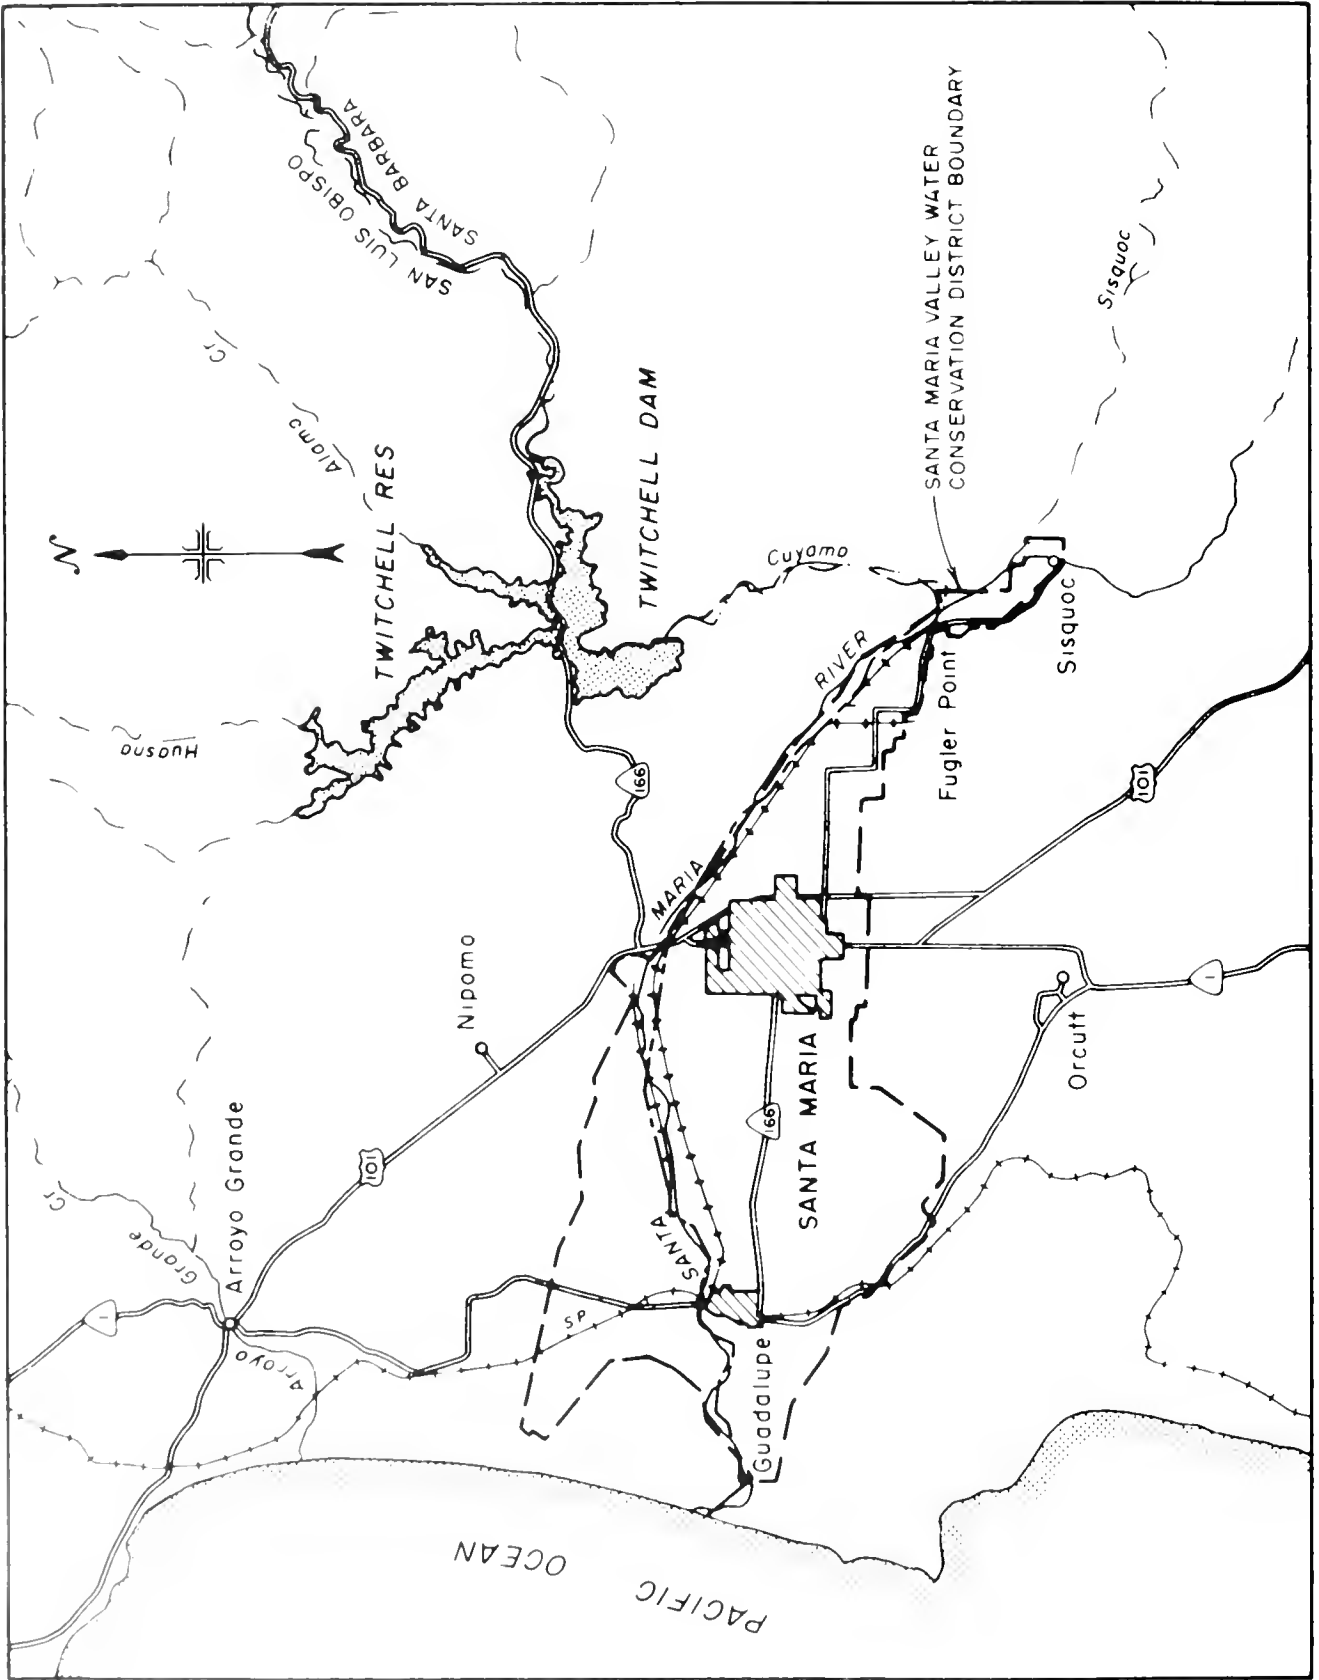 N
TWITCHELL RES
TWITCHELL DAM
SAN LUIS OBISPO
SANTA BARBARA
Alamo
Cr
Huasna
Cuyama
SANTA MARIA VALLEY WATER
CONSERVATION DISTRICT BOUNDARY
Sisquoc
Sisquoc
Fugler Point
SANTA
MARIA
RIVER
166
101
Nipomo
101
166
SANTA MARIA
101
1
Orcutt
Arroyo Grande
Arroyo
Grande
Cr
1
SP
Guadalupe
PACIFIC
OCEAN